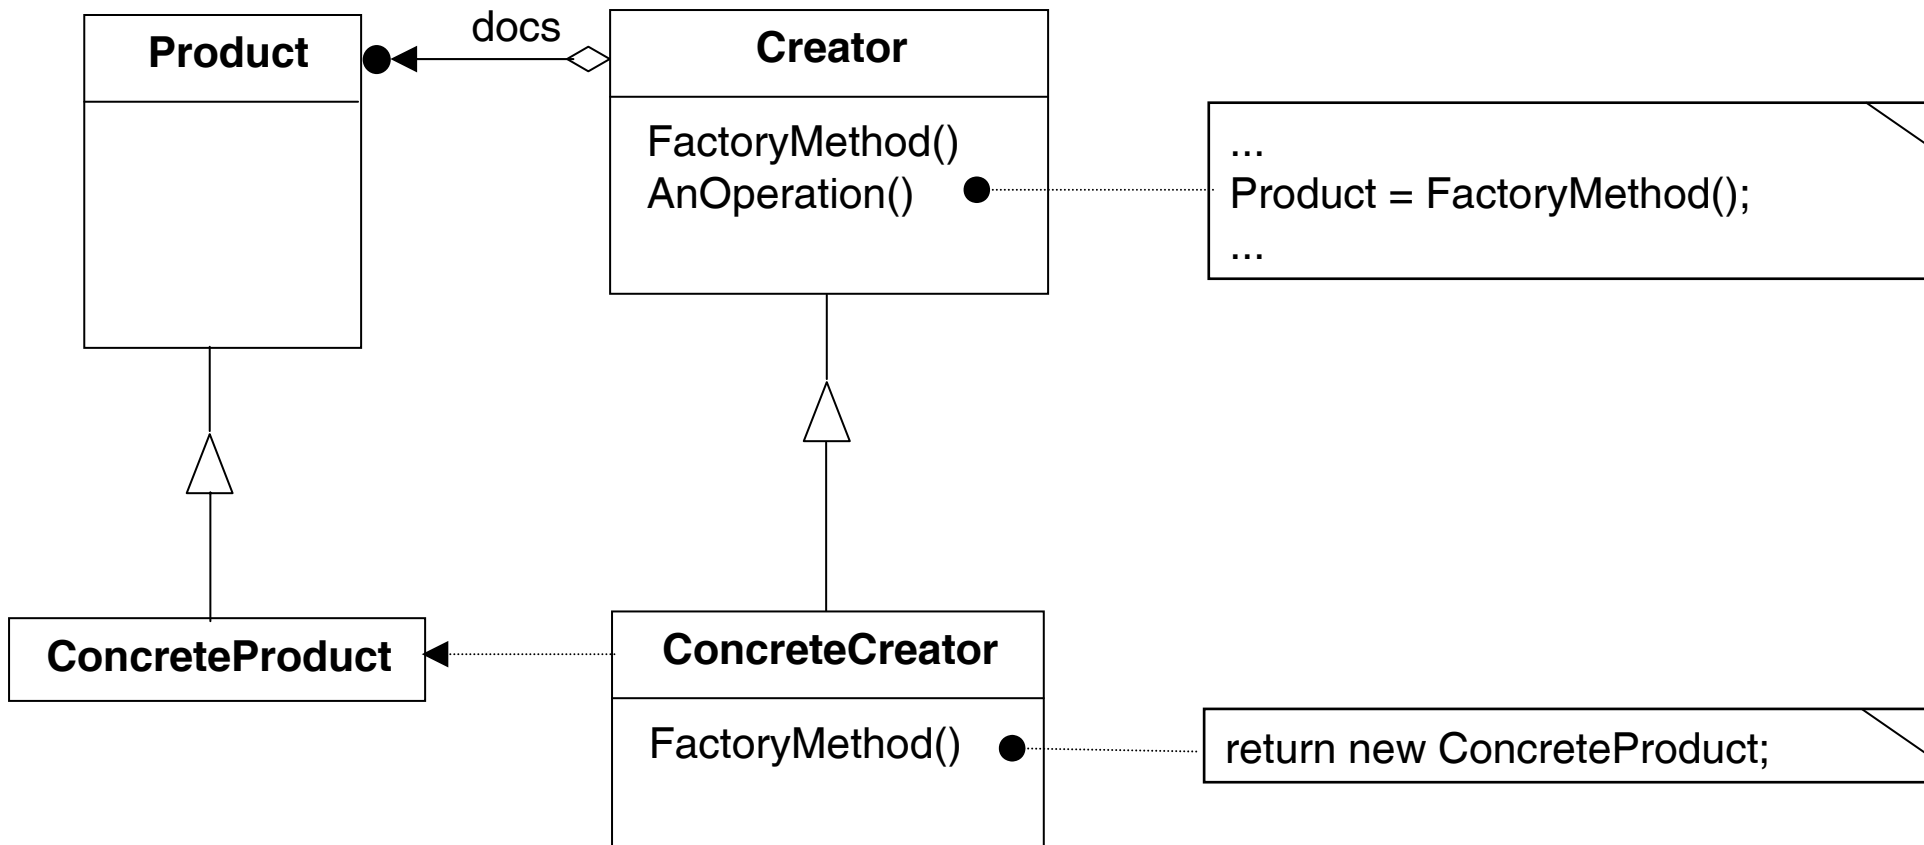 docs
Product
Creator
FactoryMethod()
AnOperation()
...
Product = FactoryMethod();
...
ConcreteProduct
ConcreteCreator
FactoryMethod()
return new ConcreteProduct;